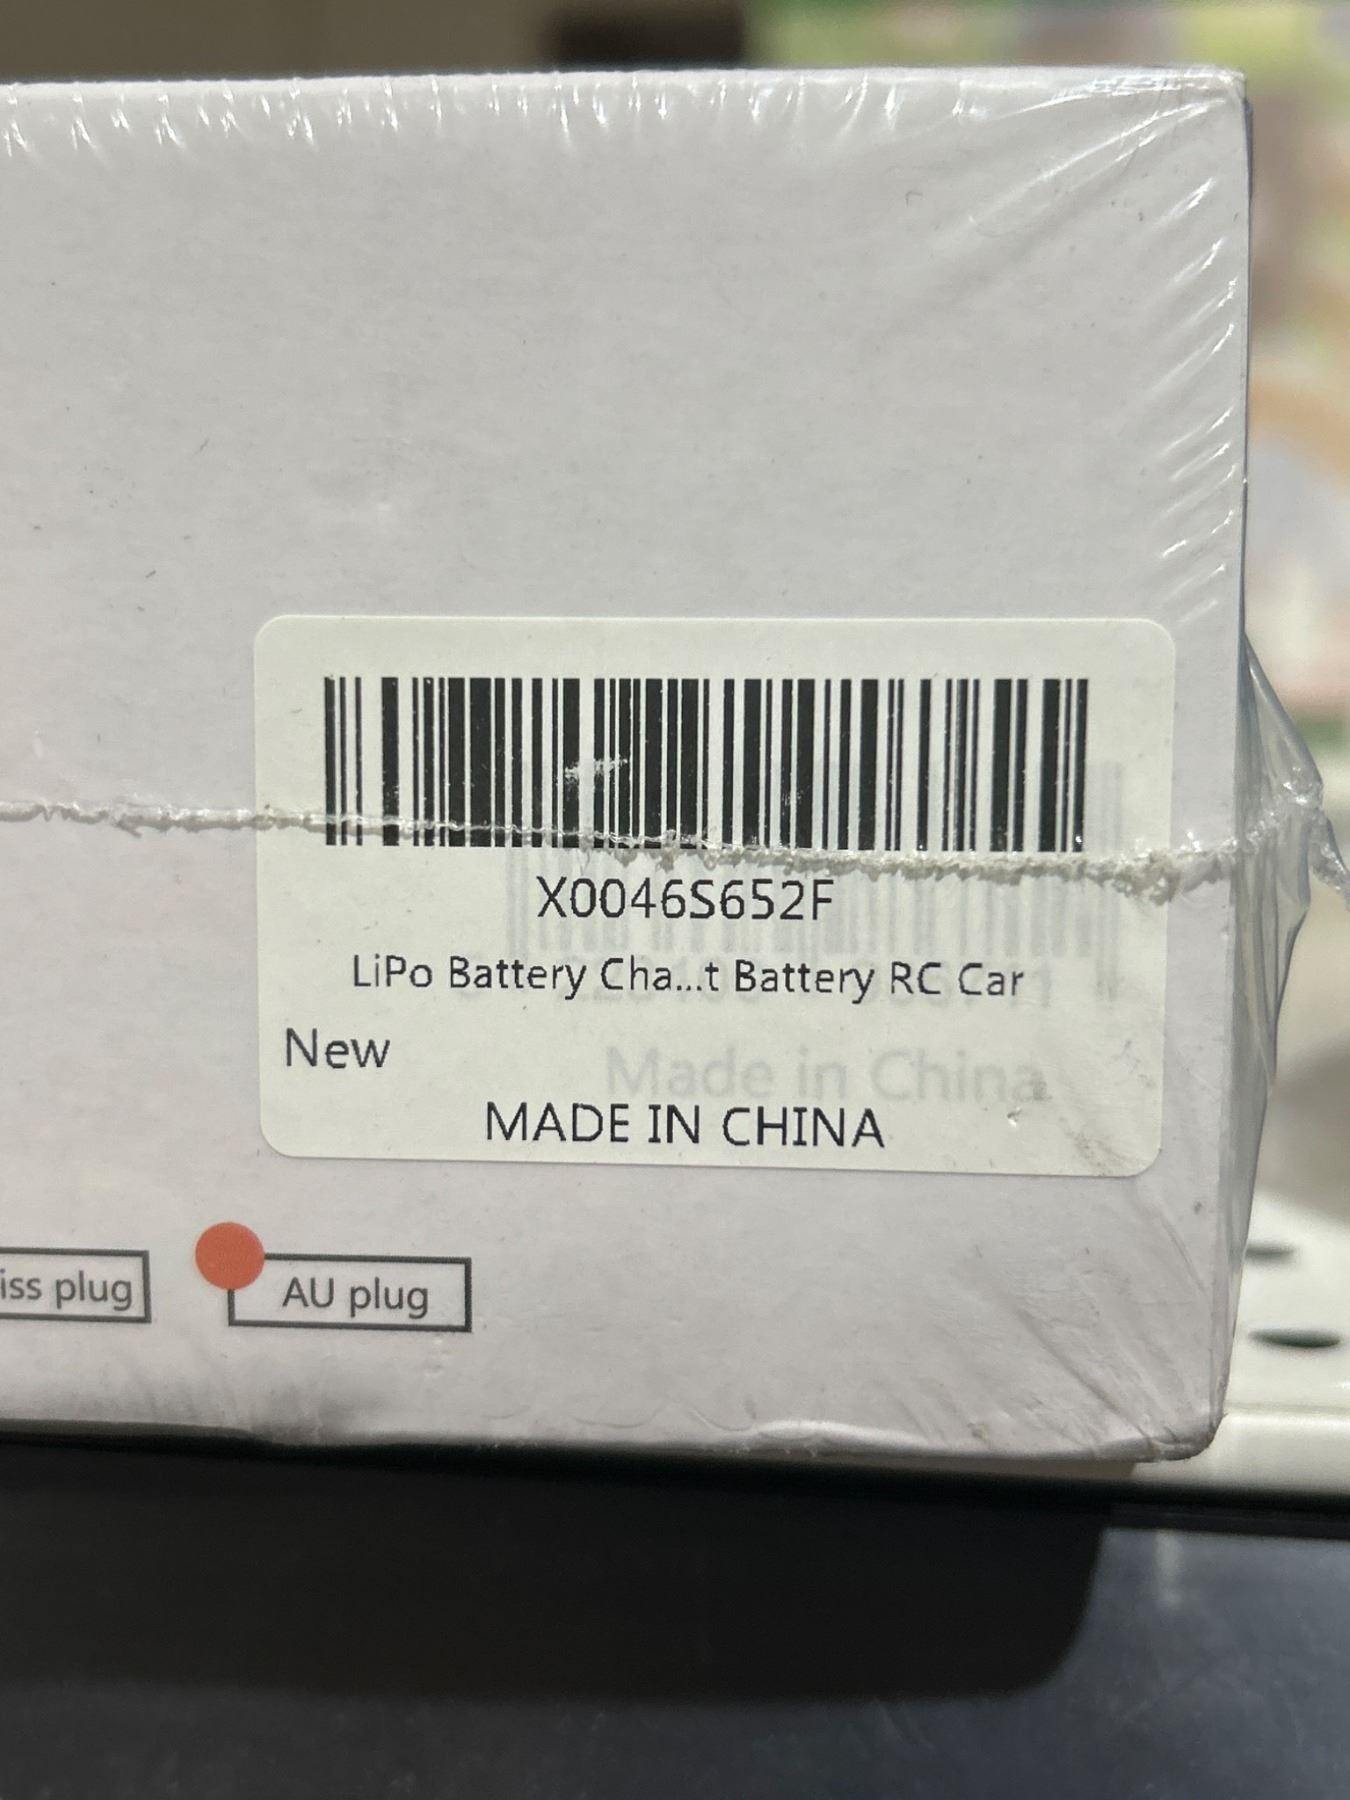 X0046S652F
LiPo Battery Cha...t Battery RC Car
New
Made in China
MADE IN CHINA
iss plug
AU plug